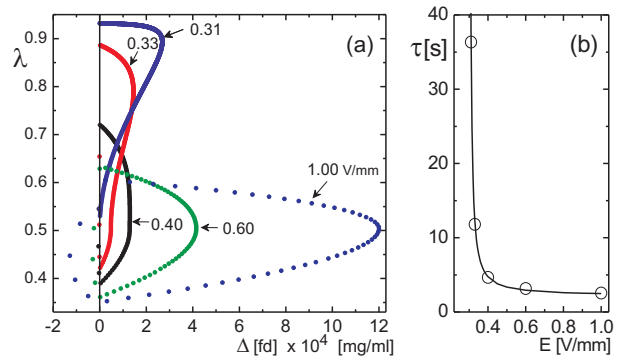 (a)
(b)
λ
0.9
0.8
0.7
0.6
0.5
0.4
0.31
0.33
1.00 V/mm
0.40
0.60
-2 0 2 4 6 8 10 12
Δ [fd] x 10⁴ [mg/ml]
τ[s]
40
30
20
10
0
0.4 0.6 0.8 1.0
E [V/mm]